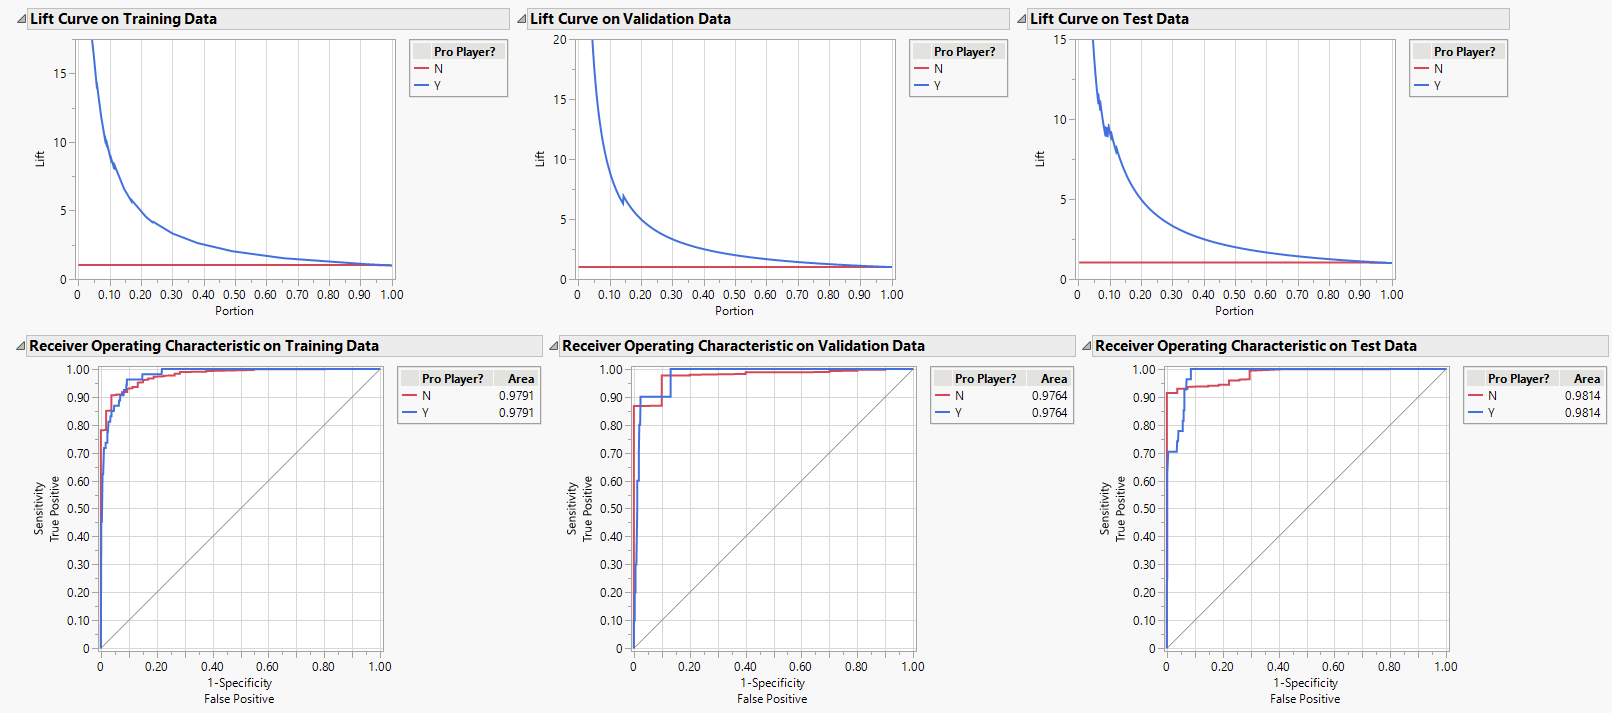 Lift Curve on Training Data
15
10
5
0
Lift
0 0.10 0.20 0.30 0.40 0.50 0.60 0.70 0.80 0.90 1.00
Portion
Pro Player?
N
Y
Lift Curve on Validation Data
20
15
10
5
0
Lift
0 0.10 0.20 0.30 0.40 0.50 0.60 0.70 0.80 0.90 1.00
Portion
Pro Player?
N
Y
Lift Curve on Test Data
15
10
5
0
Lift
0 0.10 0.20 0.30 0.40 0.50 0.60 0.70 0.80 0.90 1.00
Portion
Pro Player?
N
Y
Receiver Operating Characteristic on Training Data
1.00
0.90
0.80
0.70
0.60
0.50
0.40
0.30
0.20
0.10
0
Sensitivity
True Positive
0 0.20 0.40 0.60 0.80 1.00
1-Specificity
False Positive
Pro Player? Area
N 0.9791
Y 0.9791
Receiver Operating Characteristic on Validation Data
1.00
0.90
0.80
0.70
0.60
0.50
0.40
0.30
0.20
0.10
0
Sensitivity
True Positive
0 0.20 0.40 0.60 0.80 1.00
1-Specificity
False Positive
Pro Player? Area
N 0.9764
Y 0.9764
Receiver Operating Characteristic on Test Data
1.00
0.90
0.80
0.70
0.60
0.50
0.40
0.30
0.20
0.10
0
Sensitivity
True Positive
0 0.20 0.40 0.60 0.80 1.00
1-Specificity
False Positive
Pro Player? Area
N 0.9814
Y 0.9814